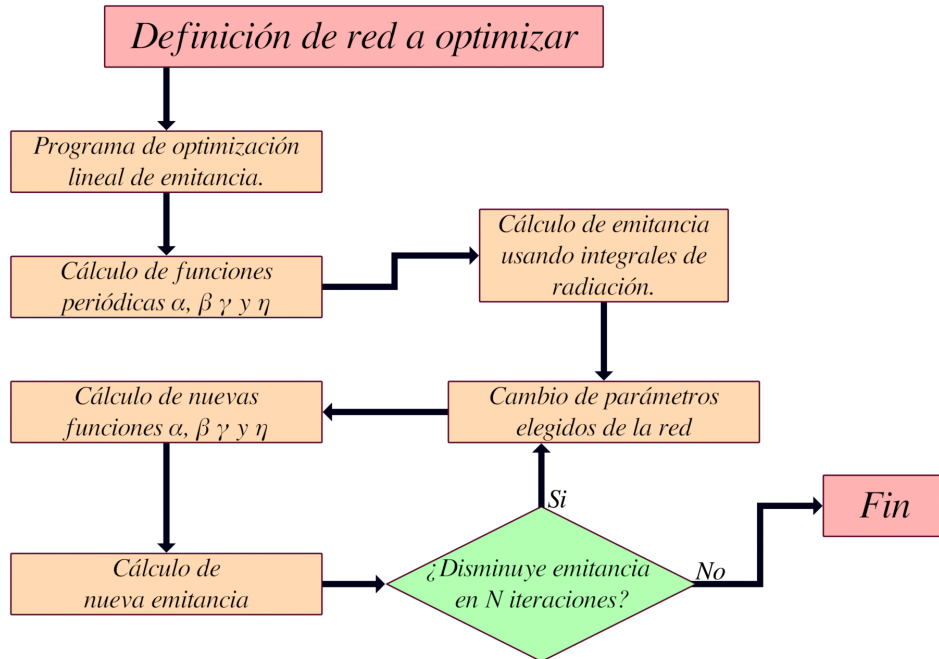 Definición de red a optimizar
Programa de optimización
lineal de emitancia.
Cálculo de funciones
periódicas α, β γ y η
Cálculo de emitancia
usando integrales de
radiación.
Cambio de parámetros
elegidos de la red
Cálculo de nuevas
funciones α, β γ y η
Cálculo de
nueva emitancia
¿Disminuye emitancia
en N iteraciones?
Si
No
Fin